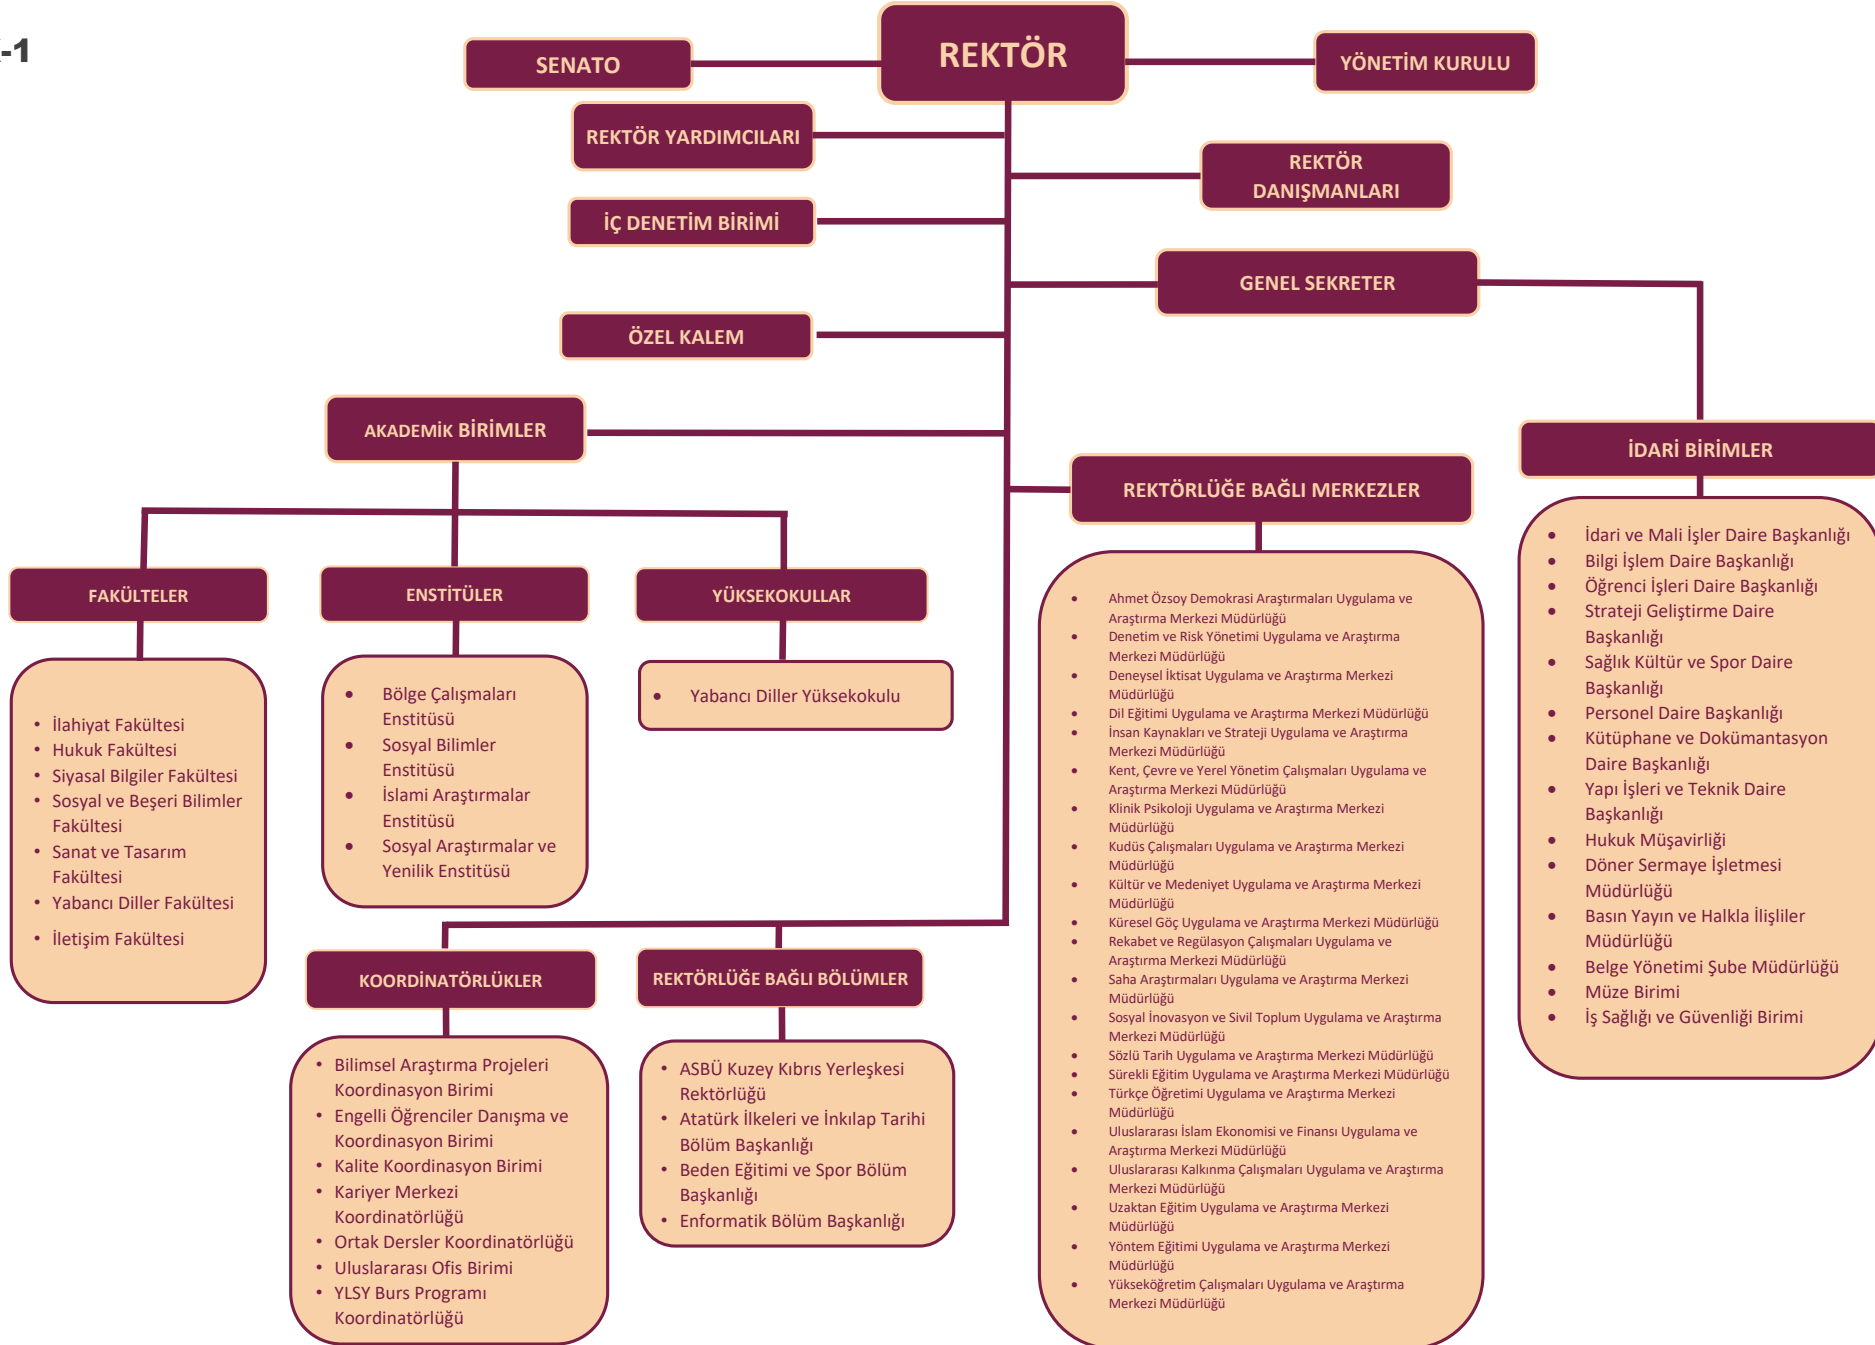 -1
REKTÖR
SENATO
YÖNETİM KURULU
REKTÖR YARDIMCILARI
REKTÖR
DANIŞMANLARI
İÇ DENETİM BİRİMİ
GENEL SEKRETER
ÖZEL KALEM
AKADEMİK BİRİMLER
İDARİ BİRİMLER
REKTÖRLÜĞE BAĞLI MERKEZLER
FAKÜLTELER
ENSTİTÜLER
YÜKSEKOKULLAR
• İlahiyat Fakültesi
• Hukuk Fakültesi
• Siyasal Bilgiler Fakültesi
• Sosyal ve Beşeri Bilimler
Fakültesi
• Sanat ve Tasarım
Fakültesi
• Yabancı Diller Fakültesi
• İletişim Fakültesi
• Bölge Çalışmaları
Enstitüsü
• Sosyal Bilimler
Enstitüsü
• İslami Araştırmalar
Enstitüsü
• Sosyal Araştırmalar ve
Yenilik Enstitüsü
• Yabancı Diller Yüksekokulu
• Ahmet Özsoy Demokrasi Araştırmaları Uygulama ve
Araştırma Merkezi Müdürlüğü
• Denetim ve Risk Yönetimi Uygulama ve Araştırma
Merkezi Müdürlüğü
• Deneysel İktisat Uygulama ve Araştırma Merkezi
Müdürlüğü
• Dil Eğitimi Uygulama ve Araştırma Merkezi Müdürlüğü
• İnsan Kaynakları ve Strateji Uygulama ve Araştırma
Merkezi Müdürlüğü
• Kent, Çevre ve Yerel Yönetim Çalışmaları Uygulama ve
Araştırma Merkezi Müdürlüğü
• Klinik Psikoloji Uygulama ve Araştırma Merkezi
Müdürlüğü
• Kudüs Çalışmaları Uygulama ve Araştırma Merkezi
Müdürlüğü
• Kültür ve Medeniyet Uygulama ve Araştırma Merkezi
Müdürlüğü
• Küresel Göç Uygulama ve Araştırma Merkezi Müdürlüğü
• Rekabet ve Regülasyon Çalışmaları Uygulama ve
Araştırma Merkezi Müdürlüğü
• Saha Araştırmaları Uygulama ve Araştırma Merkezi
Müdürlüğü
• Sosyal İnovasyon ve Sivil Toplum Uygulama ve Araştırma
Merkezi Müdürlüğü
• Sözlü Tarih Uygulama ve Araştırma Merkezi Müdürlüğü
• Sürekli Eğitim Uygulama ve Araştırma Merkezi Müdürlüğü
• Türkçe Öğretimi Uygulama ve Araştırma Merkezi
Müdürlüğü
• Uluslararası İslam Ekonomisi ve Finansı Uygulama ve
Araştırma Merkezi Müdürlüğü
• Uluslararası Kalkınma Çalışmaları Uygulama ve Araştırma
Merkezi Müdürlüğü
• Uzaktan Eğitim Uygulama ve Araştırma Merkezi
Müdürlüğü
• Yöntem Eğitimi Uygulama ve Araştırma Merkezi
Müdürlüğü
• Yükseköğretim Çalışmaları Uygulama ve Araştırma
Merkezi Müdürlüğü
• İdari ve Mali İşler Daire Başkanlığı
• Bilgi İşlem Daire Başkanlığı
• Öğrenci İşleri Daire Başkanlığı
• Strateji Geliştirme Daire
Başkanlığı
• Sağlık Kültür ve Spor Daire
Başkanlığı
• Personel Daire Başkanlığı
• Kütüphane ve Dokümantasyon
Daire Başkanlığı
• Yapı İşleri ve Teknik Daire
Başkanlığı
• Hukuk Müşavirliği
• Döner Sermaye İşletmesi
Müdürlüğü
• Basın Yayın ve Halkla İlişliler
Müdürlüğü
• Belge Yönetimi Şube Müdürlüğü
• Müze Birimi
• İş Sağlığı ve Güvenliği Birimi
KOORDİNATÖRLÜKLER
REKTÖRLÜĞE BAĞLI BÖLÜMLER
• Bilimsel Araştırma Projeleri
Koordinasyon Birimi
• Engelli Öğrenciler Danışma ve
Koordinasyon Birimi
• Kalite Koordinasyon Birimi
• Kariyer Merkezi
Koordinatörlüğü
• Ortak Dersler Koordinatörlüğü
• Uluslararası Ofis Birimi
• YLSY Burs Programı
Koordinatörlüğü
• ASBÜ Kuzey Kıbrıs Yerleşkesi
Rektörlüğü
• Atatürk İlkeleri ve İnkılap Tarihi
Bölüm Başkanlığı
• Beden Eğitimi ve Spor Bölüm
Başkanlığı
• Enformatik Bölüm Başkanlığı